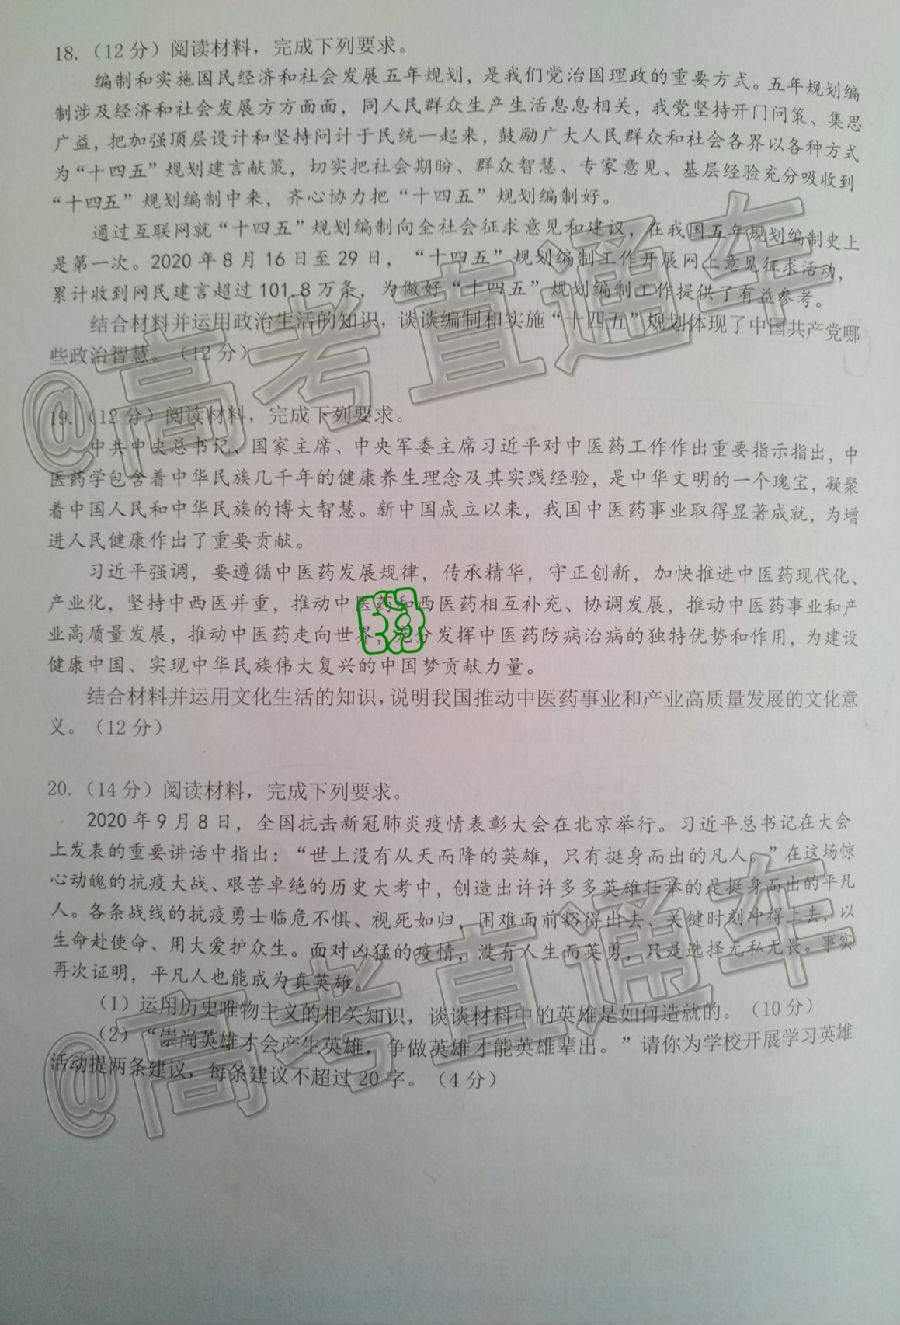 18.（12分）阅读材料，完成下列要求。
编制和实施国民经济和社会发展五年规划，是我们党治国理政的重要方式。五年规划编
制涉及经济和社会发展方方面面，同人民群众生产生活息息相关，我党坚持开门问策、集思
广益，把加强顶层设计和坚持问计于民统一起来，鼓励广大人民群众和社会各界以各种方式
为“十四五”规划建言献策，切实把社会期盼、群众智慧、专家意见、基层经验充分吸收到
“十四五”规划编制中来，齐心协力把“十四五”规划编制好。
通过互联网就“十四五”规划编制向全社会征求意见和建议，在我国五年规划编制史上
是第一次。2020年8月16日至29日，“十四五”规划编制工作开展网上意见征求活动，
累计收到网民建言超过101.8万条，为做好“十四五”规划编制工作提供了有益参考。
结合材料并运用政治生活的知识，谈谈编制和实施“十四五”规划体现了中国共产党哪
些政治智慧。（12分）
@高考直通车
19.（12分）阅读材料，完成下列要求。
中共中央总书记、国家主席、中央军委主席习近平对中医药工作作出重要指示指出，中
医药学包含着中华民族几千年的健康养生理念及其实践经验，是中华文明的一个瑰宝，凝聚
着中国人民和中华民族的博大智慧。新中国成立以来，我国中医药事业取得显著成就，为增
进人民健康作出了重要贡献。
习近平强调，要遵循中医药发展规律，传承精华，守正创新，加快推进中医药现代化、
产业化，坚持中西医并重，推动中医药和西医药相互补充、协调发展，推动中医药事业和产
业高质量发展，推动中医药走向世界，充分发挥中医药防病治病的独特优势和作用，为建设
健康中国、实现中华民族伟大复兴的中国梦贡献力量。
结合材料并运用文化生活的知识，说明我国推动中医药事业和产业高质量发展的文化意
义。（12分）
20.（14分）阅读材料，完成下列要求。
2020年9月8日，全国抗击新冠肺炎疫情表彰大会在北京举行。习近平总书记在大会
上发表的重要讲话中指出：“世上没有从天而降的英雄，只有挺身而出的凡人。”在这场惊
心动魄的抗疫大战、艰苦卓绝的历史大考中，创造出许许多多英雄壮举的是挺身而出的平凡
人。各条战线的抗疫勇士临危不惧、视死如归，困难面前豁得出去、关键时刻冲得上去，以
生命赴使命、用大爱护众生。面对凶猛的疫情，没有人生而英勇，只是选择无私无畏。事实
再次证明，平凡人也能成为真英雄。
（1）运用历史唯物主义的相关知识，谈谈材料中的英雄是如何造就的。（10分）
（2）“崇尚英雄才会产生英雄，争做英雄才能英雄辈出。”请你为学校开展学习英雄
活动提两条建议，每条建议不超过20字。（4分）
@高考直通车